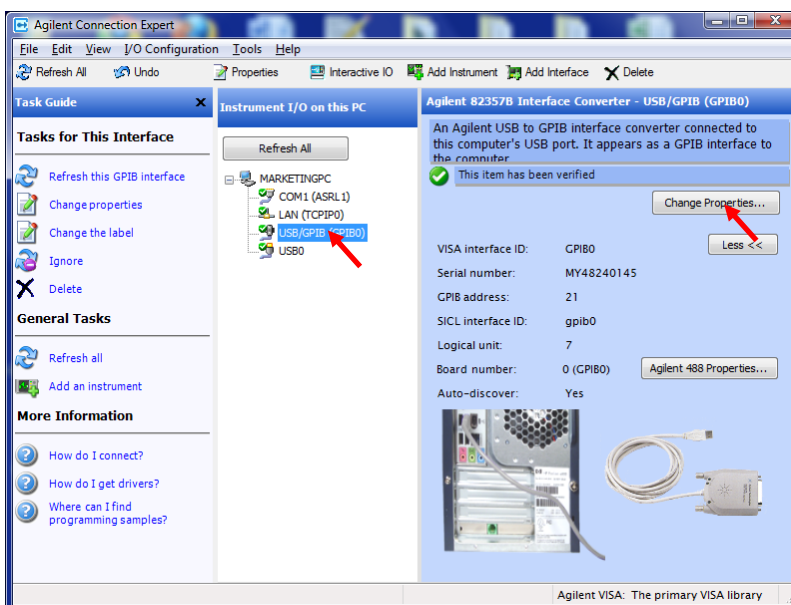 Agilent Connection Expert
File Edit View I/O Configuration Tools Help
Refresh All Undo Properties Interactive IO Add Instrument Add Interface Delete
Task Guide
Tasks for This Interface
Refresh this GPIB interface
Change properties
Change the label
Ignore
Delete
General Tasks
Refresh all
Add an instrument
More Information
How do I connect?
How do I get drivers?
Where can I find
programming samples?
Instrument I/O on this PC
Refresh All
MARKETINGPC
COM1 (ASRL1)
LAN (TCPIP0)
USB/GPIB (GPIB0)
USB0
Agilent 82357B Interface Converter - USB/GPIB (GPIB0)
An Agilent USB to GPIB interface converter connected to
this computer's USB port. It appears as a GPIB interface to
the computer
This item has been verified
Change Properties...
Less <<
VISA interface ID: GPIB0
Serial number: MY48240145
GPIB address: 21
SICL interface ID: gpib0
Logical unit: 7
Board number: 0 (GPIB0) Agilent 488 Properties...
Auto-discover: Yes
Agilent VISA: The primary VISA library